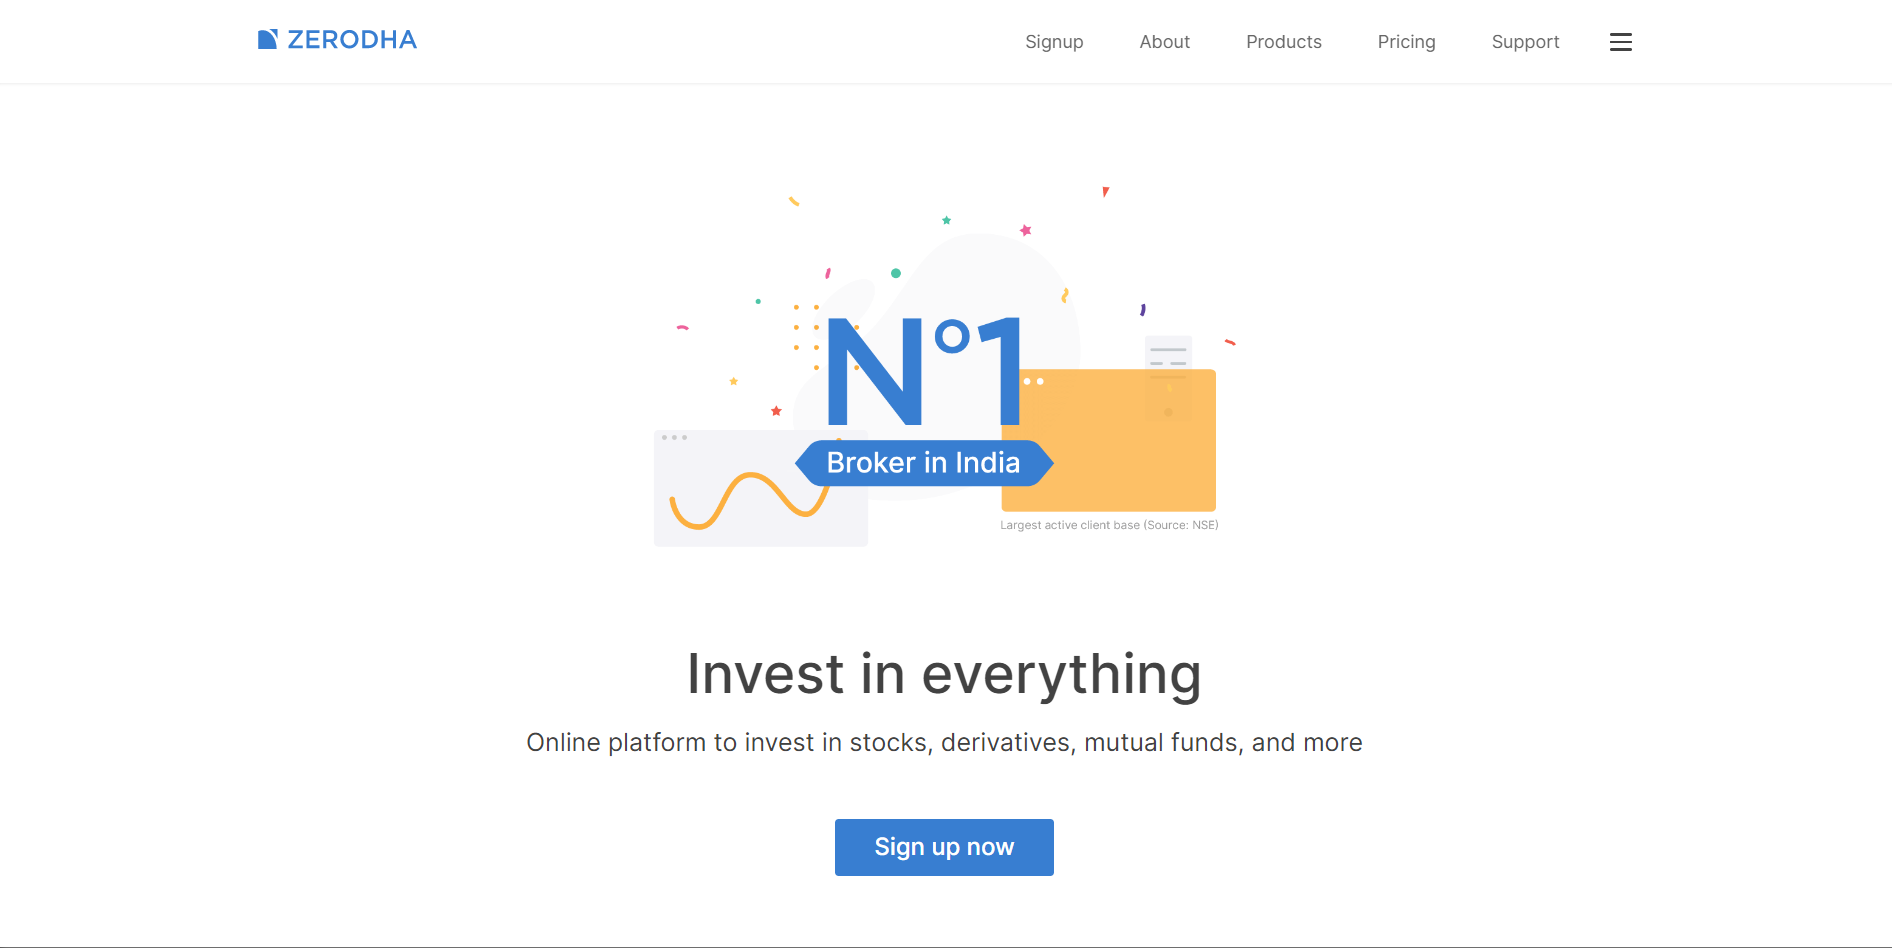 ZERODHA
Signup About Products Pricing Support
N°1
Broker in India
Largest active client base (Source: NSE)
Invest in everything
Online platform to invest in stocks, derivatives, mutual funds, and more
Sign up now